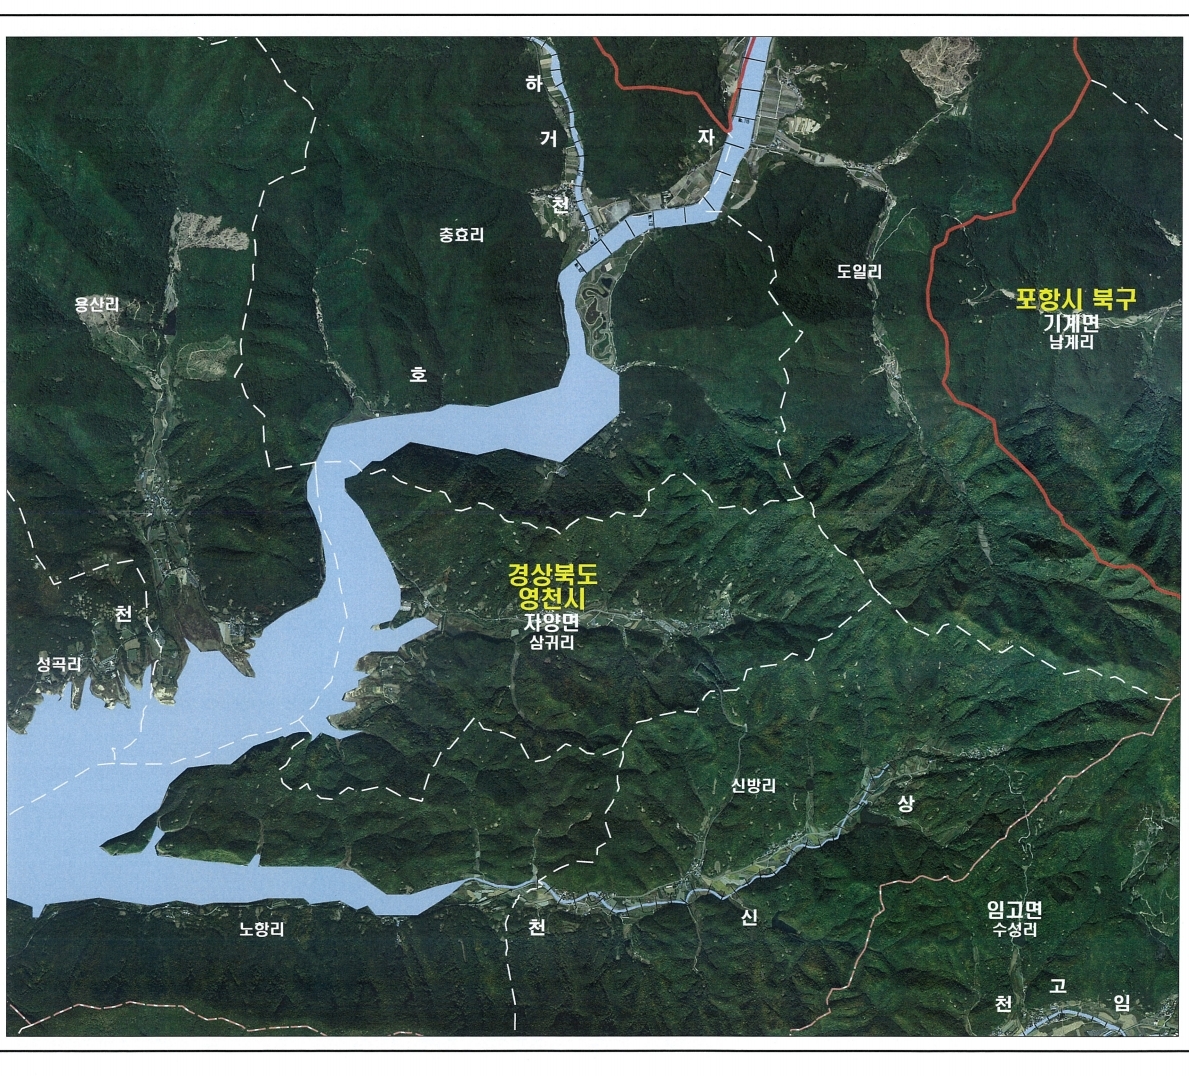 하
거
천
자
충효리
도일리
용산리
포항시 북구
기계면
남계리
호
경상북도
영천시
자양면
삼귀리
천
성곡리
신방리
상
임고면
수성리
노항리
천
신
천
고
임